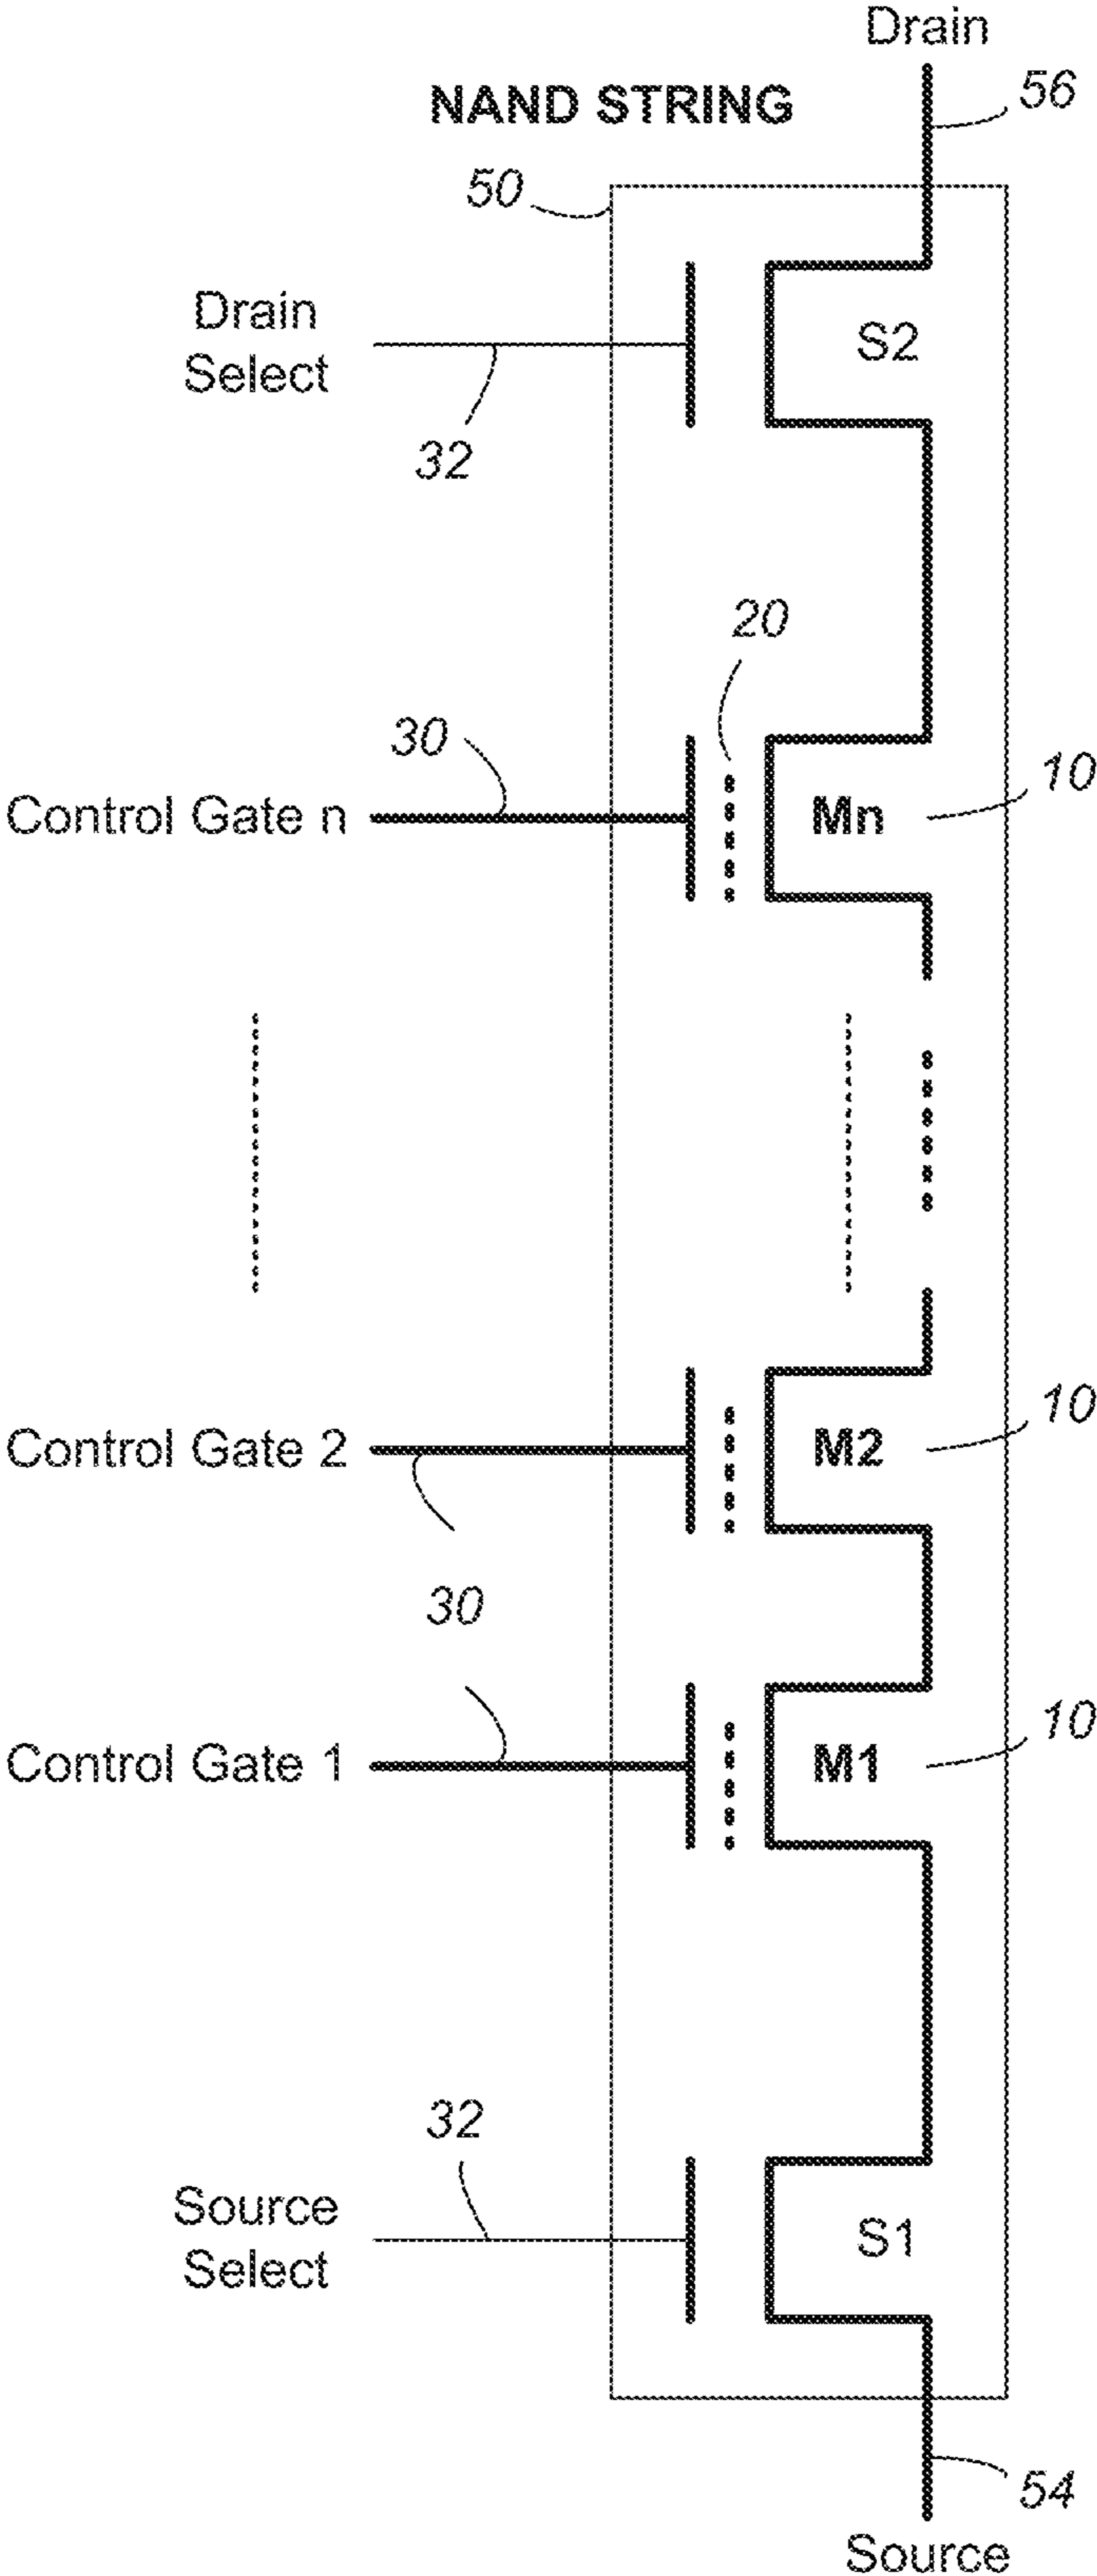 Drain
56
NAND STRING
50
Drain
Select
S2
32
20
30
10
Control Gate n
Mn
10
Control Gate 2
M2
30
10
Control Gate 1
M1
32
Source
Select
S1
54
Source